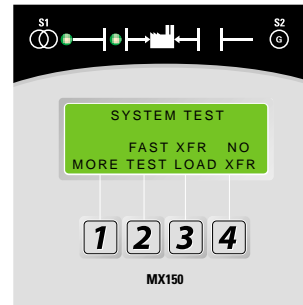 S1
S2
G
SYSTEM TEST
FAST XFR NO
MORE TEST LOAD XFR
1 2 3 4
MX150